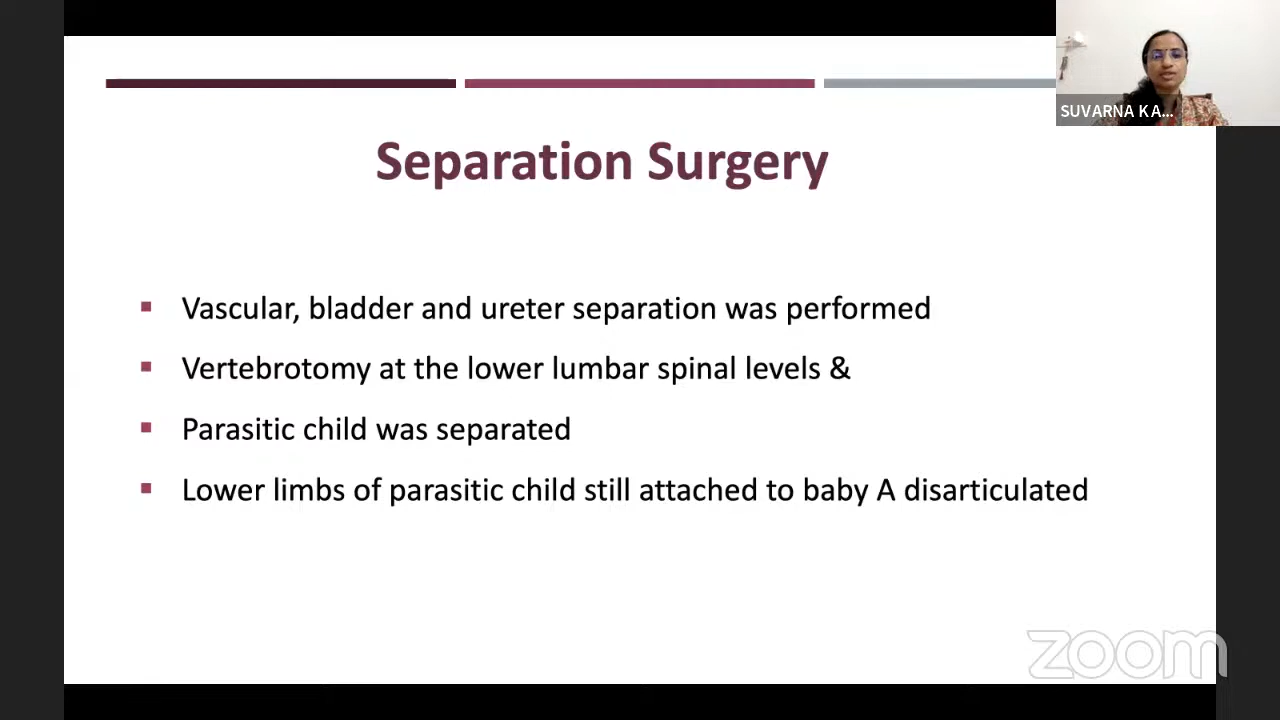 SUVARNA K A...
Separation Surgery
▪ Vascular, bladder and ureter separation was performed
▪ Vertebrotomy at the lower lumbar spinal levels &
▪ Parasitic child was separated
▪ Lower limbs of parasitic child still attached to baby A disarticulated
zoom